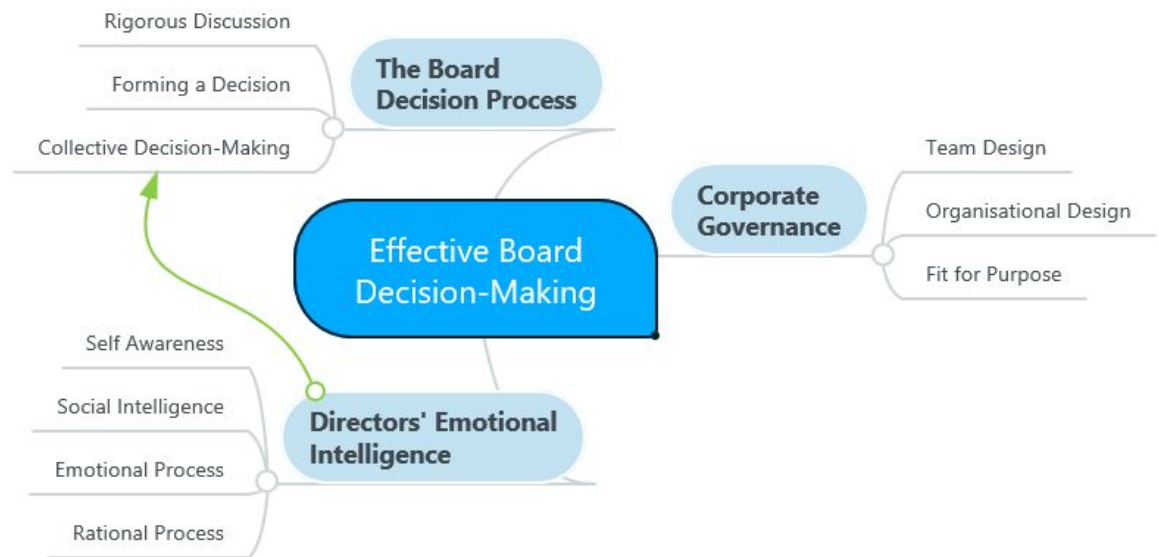 Rigorous Discussion
Forming a Decision
Collective Decision-Making
The Board
Decision Process
Effective Board
Decision-Making
Corporate
Governance
Team Design
Organisational Design
Fit for Purpose
Self Awareness
Social Intelligence
Emotional Process
Rational Process
Directors' Emotional
Intelligence